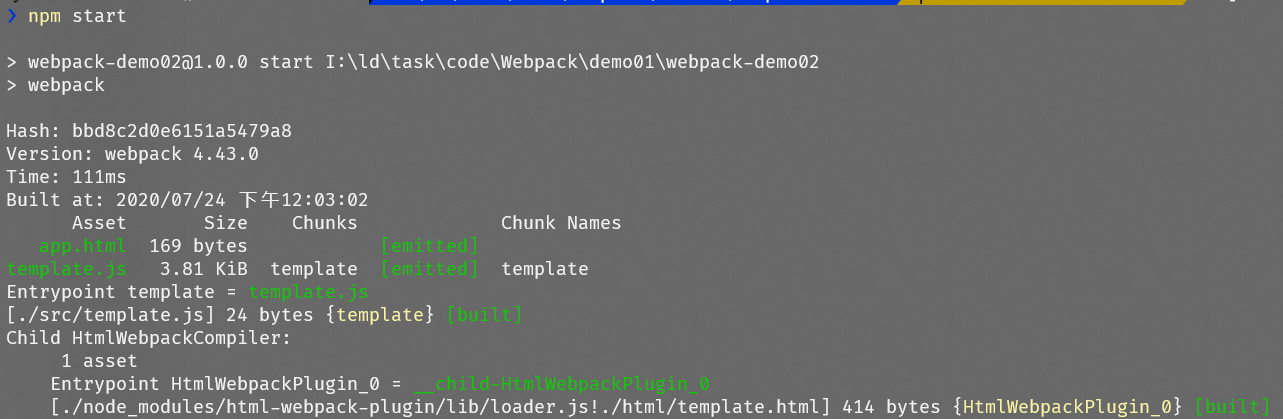 ❯ npm start
> webpack-demo02@1.0.0 start I:\ld\task\code\Webpack\demo01\webpack-demo02
> webpack
Hash: bbd8c2d0e6151a5479a8
Version: webpack 4.43.0
Time: 111ms
Built at: 2020/07/24 下午12:03:02
Asset Size Chunks Chunk Names
app.html 169 bytes [emitted]
template.js 3.81 KiB template [emitted] template
Entrypoint template = template.js
[./src/template.js] 24 bytes {template} [built]
Child HtmlWebpackCompiler:
1 asset
Entrypoint HtmlWebpackPlugin_0 = __child-HtmlWebpackPlugin_0
[./node_modules/html-webpack-plugin/lib/loader.js!./html/template.html] 414 bytes {HtmlWebpackPlugin_0} [built]